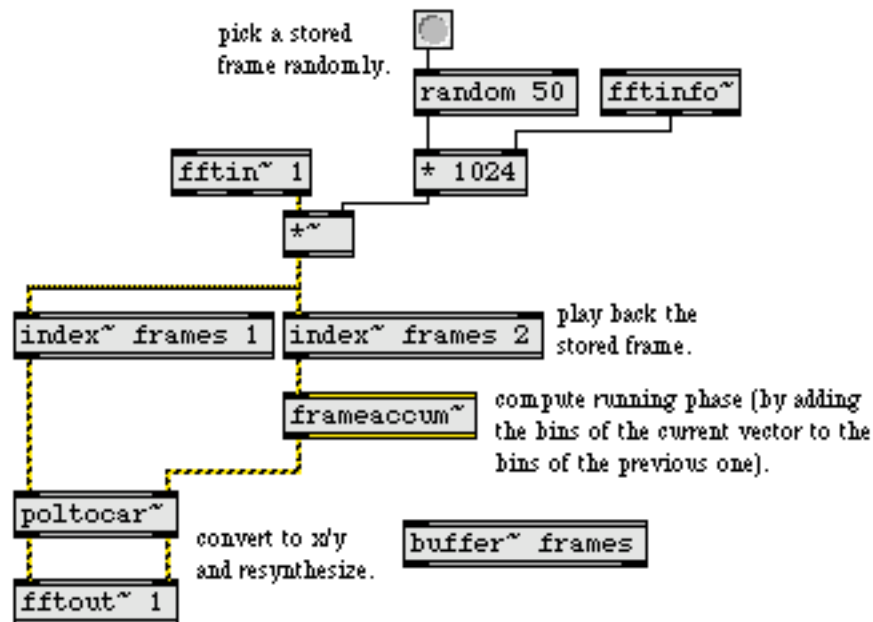 pick a stored
frame randomly.
random 50
fftinfo~
fftin~ 1
* 1024
*~
index~ frames 1
index~ frames 2
play back the
stored frame.
frameaccum~
compute running phase (by adding
the bins of the current vector to the
bins of the previous one).
poltocar~
convert to x/y
and resynthesize.
buffer~ frames
fftout~ 1